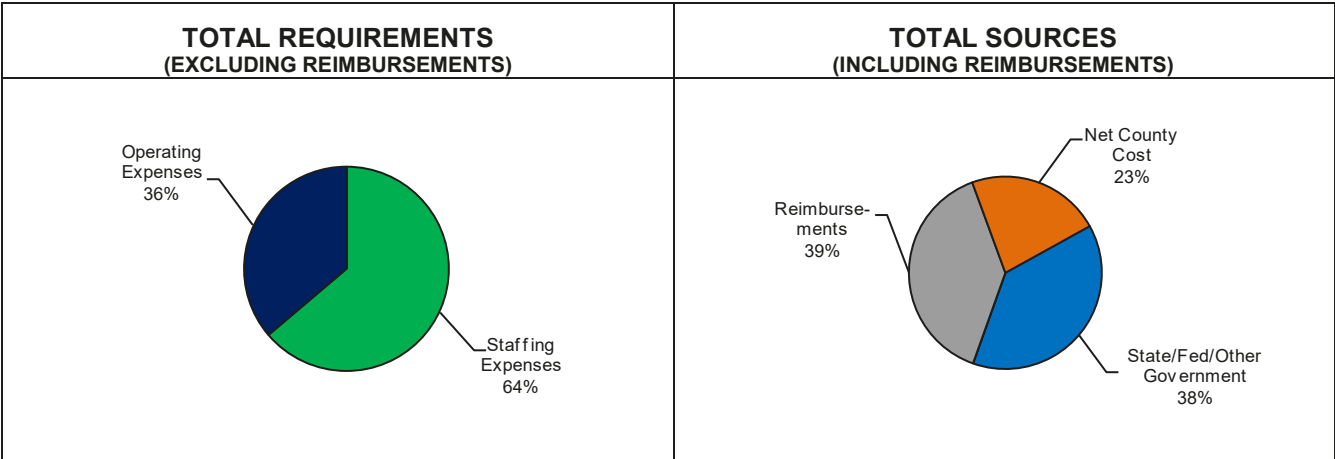 TOTAL REQUIREMENTS
(EXCLUDING REIMBURSEMENTS)
Operating
Expenses
36%
Staffing
Expenses
64%
TOTAL SOURCES
(INCLUDING REIMBURSEMENTS)
Net County
Cost
23%
Reimburse-
ments
39%
State/Fed/Other
Government
38%